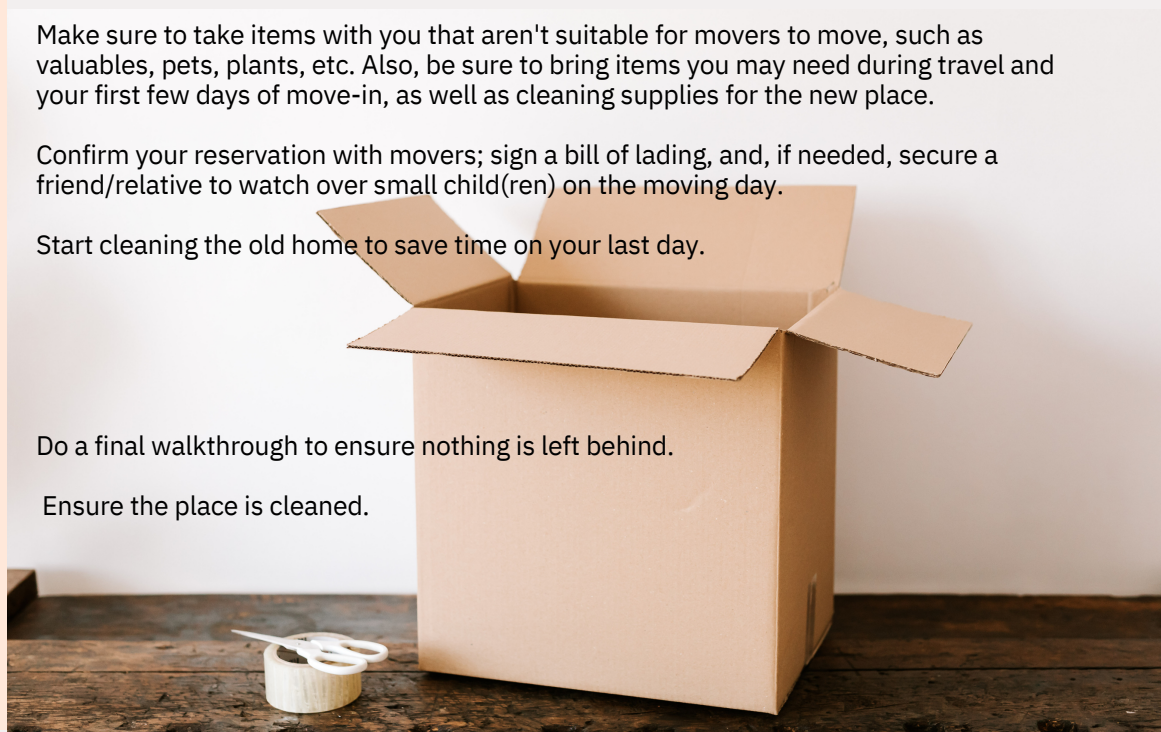 Make sure to take items with you that aren't suitable for movers to move, such as
valuables, pets, plants, etc. Also, be sure to bring items you may need during travel and
your first few days of move-in, as well as cleaning supplies for the new place.
Confirm your reservation with movers; sign a bill of lading, and, if needed, secure a
friend/relative to watch over small child(ren) on the moving day.
Start cleaning the old home to save time on your last day.
Do a final walkthrough to ensure nothing is left behind.
Ensure the place is cleaned.